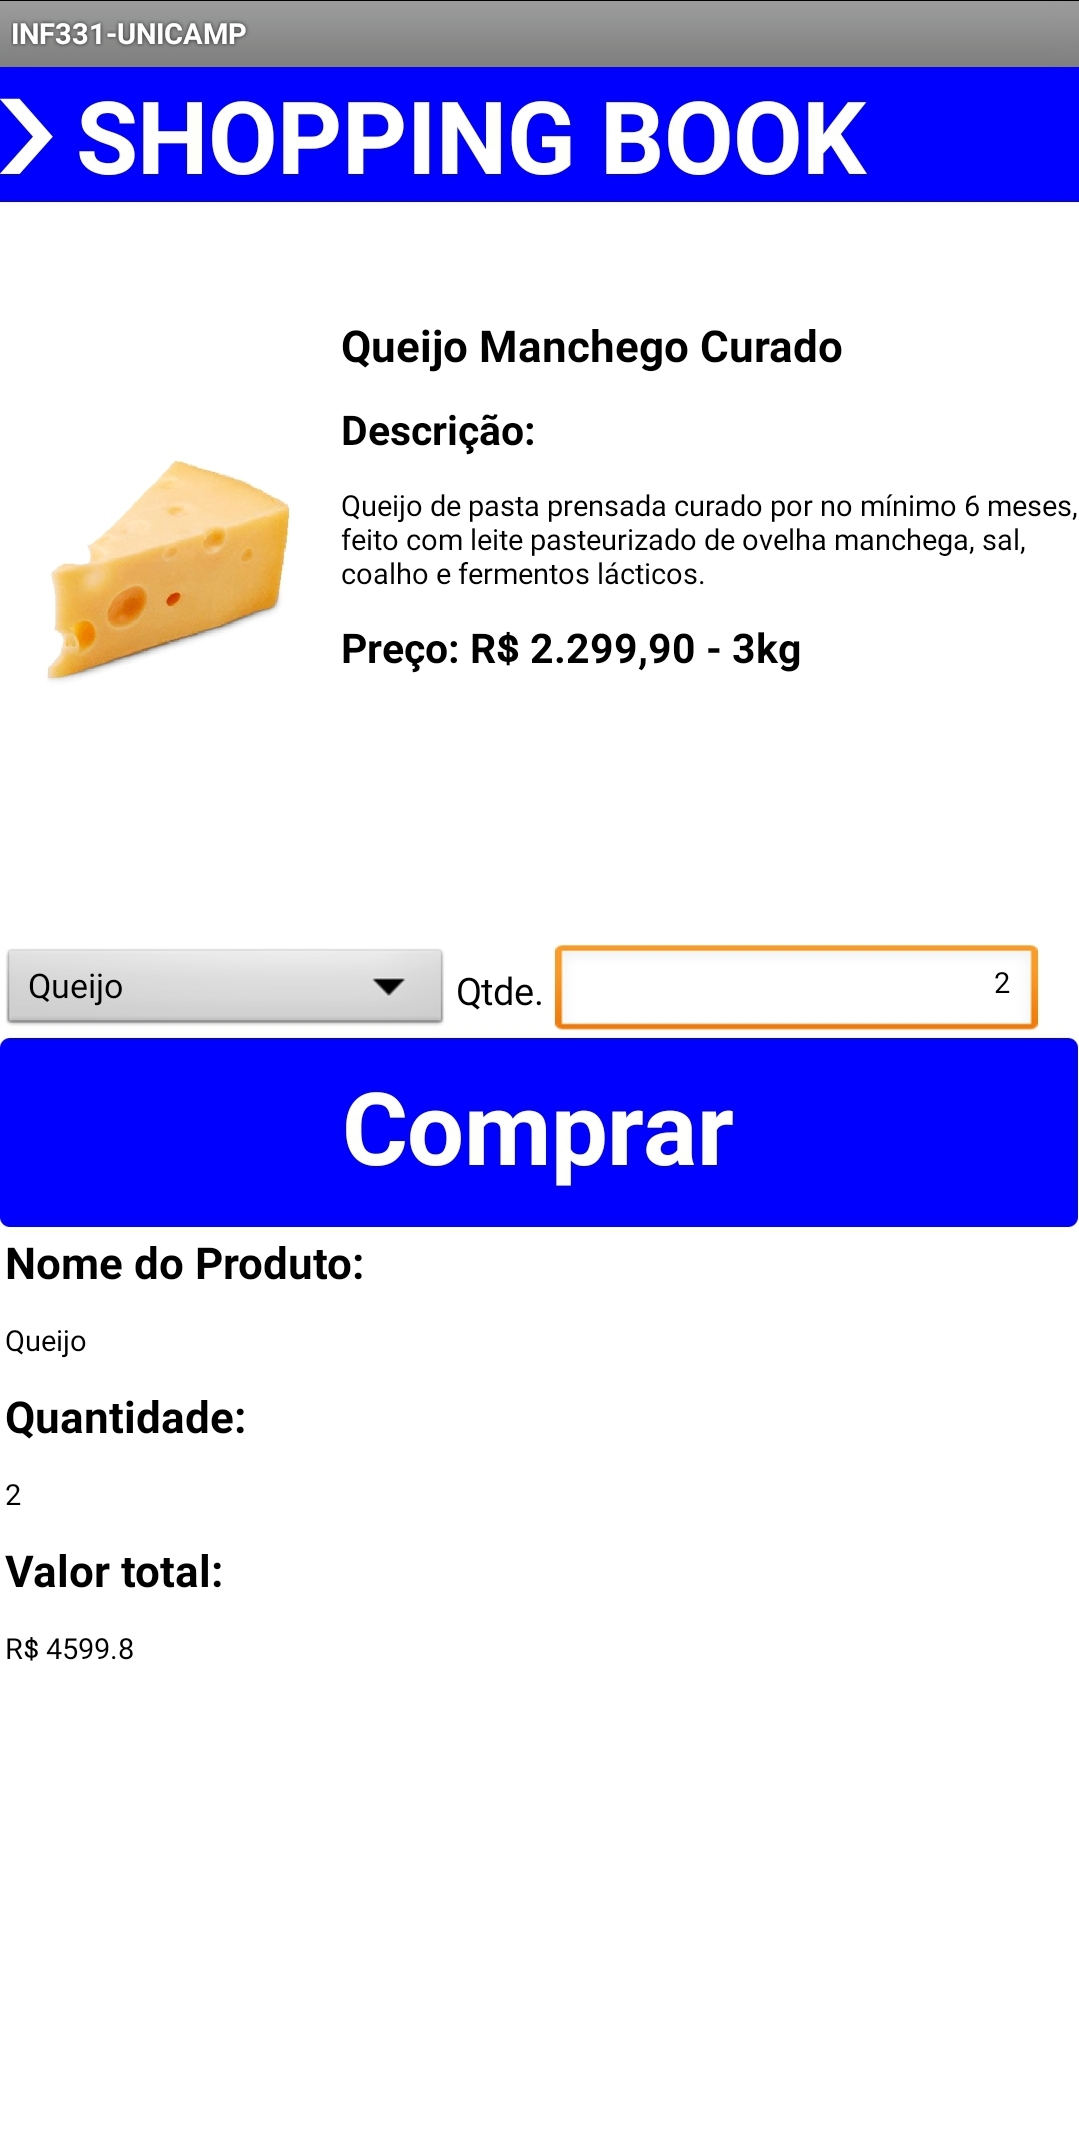 INF331-UNICAMP
❯ SHOPPING BOOK
Queijo Manchego Curado
Descrição:
Queijo de pasta prensada curado por no mínimo 6 meses,
feito com leite pasteurizado de ovelha manchega, sal,
coalho e fermentos lácticos.
Preço: R$ 2.299,90 - 3kg
Queijo
Qtde.
2
Comprar
Nome do Produto:
Queijo
Quantidade:
2
Valor total:
R$ 4599.8